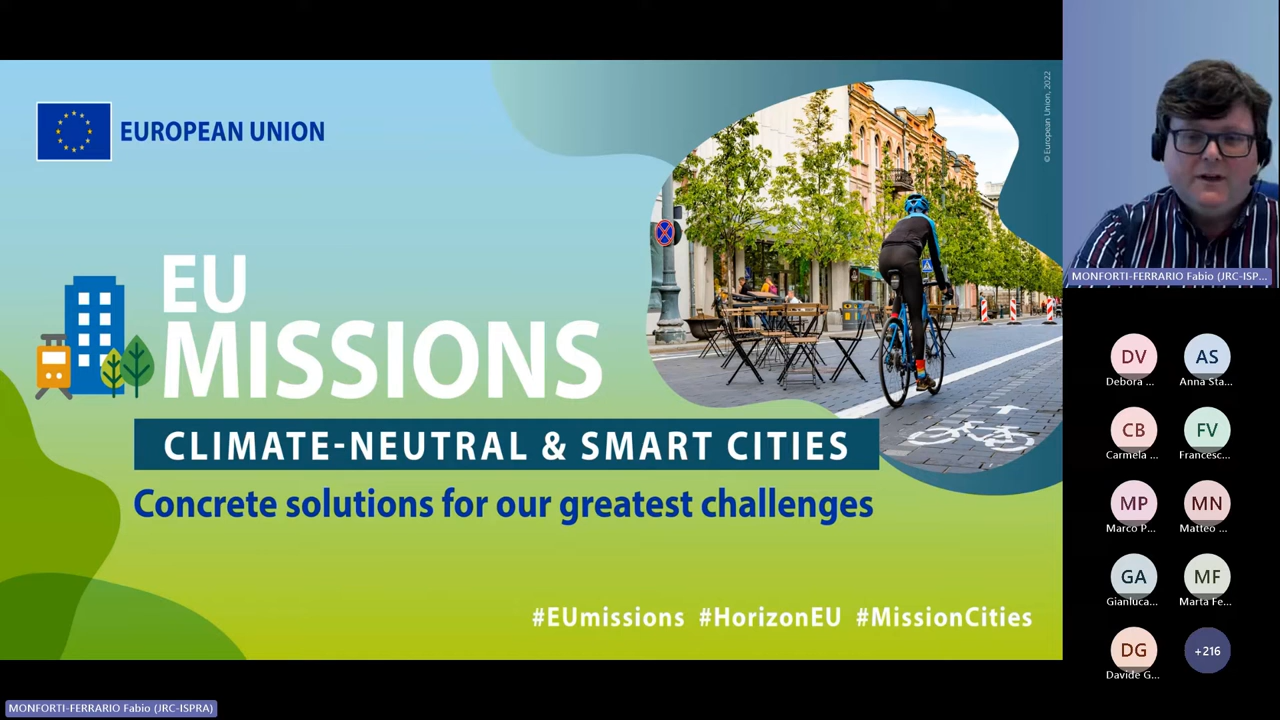 © European Union, 2022
EUROPEAN UNION
EU
MISSIONS
CLIMATE-NEUTRAL & SMART CITIES
Concrete solutions for our greatest challenges
#EUmissions #HorizonEU #MissionCities
MONFORTI-FERRARIO Fabio (JRC-ISP...
DV
Debora ...
AS
Anna Sta...
CB
Carmela ...
FV
Francesc...
MP
Marco P...
MN
Matteo ...
GA
Gianluca...
MF
Marta Fe...
DG
Davide G...
+216
MONFORTI-FERRARIO Fabio (JRC-ISPRA)